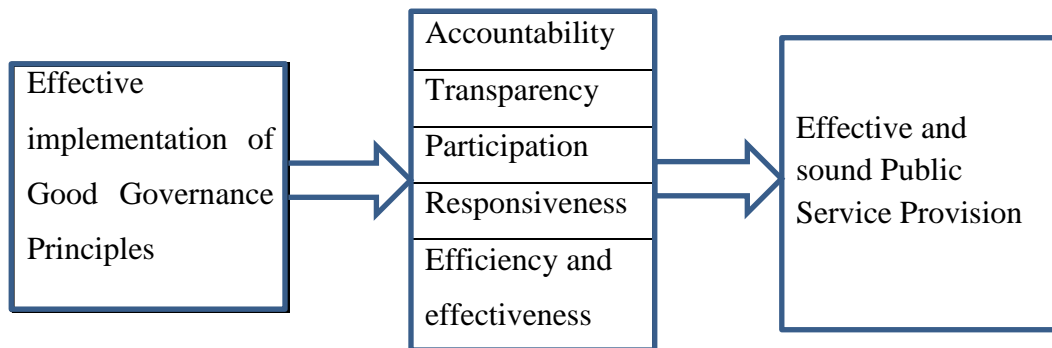 Effective
implementation of
Good Governance
Principles
Accountability
Transparency
Participation
Responsiveness
Efficiency and
effectiveness
Effective and
sound Public
Service Provision